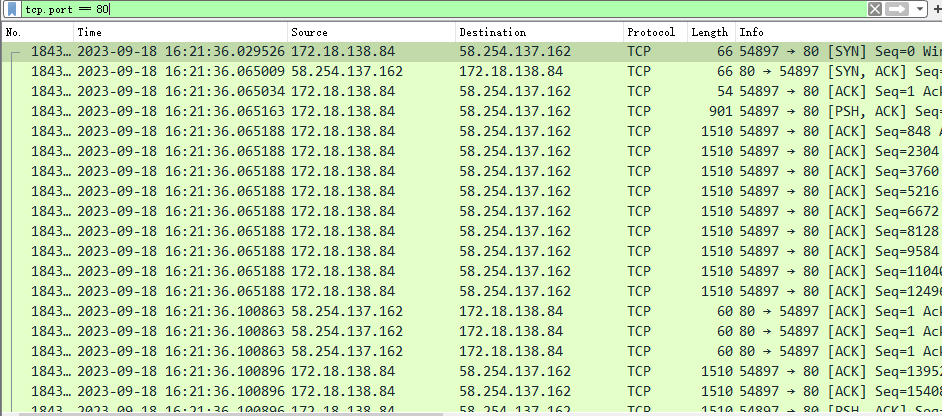 tcp.port == 80
No. Time Source Destination Protocol Length Info
1843… 2023-09-18 16:21:36.029526 172.18.138.84 58.254.137.162 TCP 66 54897 → 80 [SYN] Seq=0 Win
1843… 2023-09-18 16:21:36.065009 58.254.137.162 172.18.138.84 TCP 66 80 → 54897 [SYN, ACK] Seq=
1843… 2023-09-18 16:21:36.065034 172.18.138.84 58.254.137.162 TCP 54 54897 → 80 [ACK] Seq=1 Ack
1843… 2023-09-18 16:21:36.065163 172.18.138.84 58.254.137.162 TCP 901 54897 → 80 [PSH, ACK] Seq=
1843… 2023-09-18 16:21:36.065188 172.18.138.84 58.254.137.162 TCP 1510 54897 → 80 [ACK] Seq=848 A
1843… 2023-09-18 16:21:36.065188 172.18.138.84 58.254.137.162 TCP 1510 54897 → 80 [ACK] Seq=2304
1843… 2023-09-18 16:21:36.065188 172.18.138.84 58.254.137.162 TCP 1510 54897 → 80 [ACK] Seq=3760
1843… 2023-09-18 16:21:36.065188 172.18.138.84 58.254.137.162 TCP 1510 54897 → 80 [ACK] Seq=5216
1843… 2023-09-18 16:21:36.065188 172.18.138.84 58.254.137.162 TCP 1510 54897 → 80 [ACK] Seq=6672
1843… 2023-09-18 16:21:36.065188 172.18.138.84 58.254.137.162 TCP 1510 54897 → 80 [ACK] Seq=8128
1843… 2023-09-18 16:21:36.065188 172.18.138.84 58.254.137.162 TCP 1510 54897 → 80 [ACK] Seq=9584
1843… 2023-09-18 16:21:36.065188 172.18.138.84 58.254.137.162 TCP 1510 54897 → 80 [ACK] Seq=11040
1843… 2023-09-18 16:21:36.065188 172.18.138.84 58.254.137.162 TCP 1510 54897 → 80 [ACK] Seq=12496
1843… 2023-09-18 16:21:36.100863 58.254.137.162 172.18.138.84 TCP 60 80 → 54897 [ACK] Seq=1 Ack
1843… 2023-09-18 16:21:36.100863 58.254.137.162 172.18.138.84 TCP 60 80 → 54897 [ACK] Seq=1 Ack
1843… 2023-09-18 16:21:36.100863 58.254.137.162 172.18.138.84 TCP 60 80 → 54897 [ACK] Seq=1 Ack
1843… 2023-09-18 16:21:36.100896 172.18.138.84 58.254.137.162 TCP 1510 54897 → 80 [ACK] Seq=13952
1843… 2023-09-18 16:21:36.100896 172.18.138.84 58.254.137.162 TCP 1510 54897 → 80 [ACK] Seq=15408
1843… 2023-09-18 16:21:36.100896 172.18.138.84 58.254.137.162 TCP 1510 54897 → 80 [PSH, ACK] Seq=